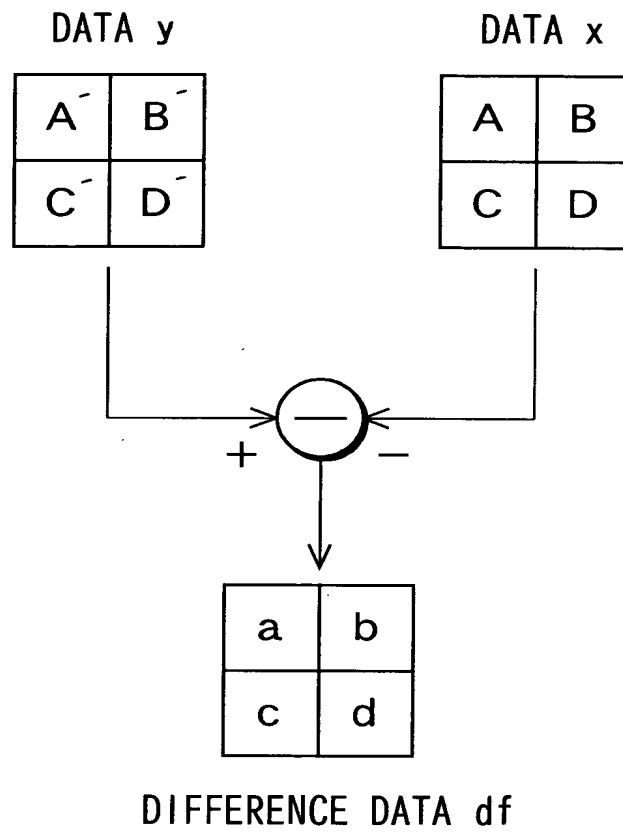 DATA y DATA x
A´ B´ A B
C´ D´ C D
+ −
a b
c d
DIFFERENCE DATA df